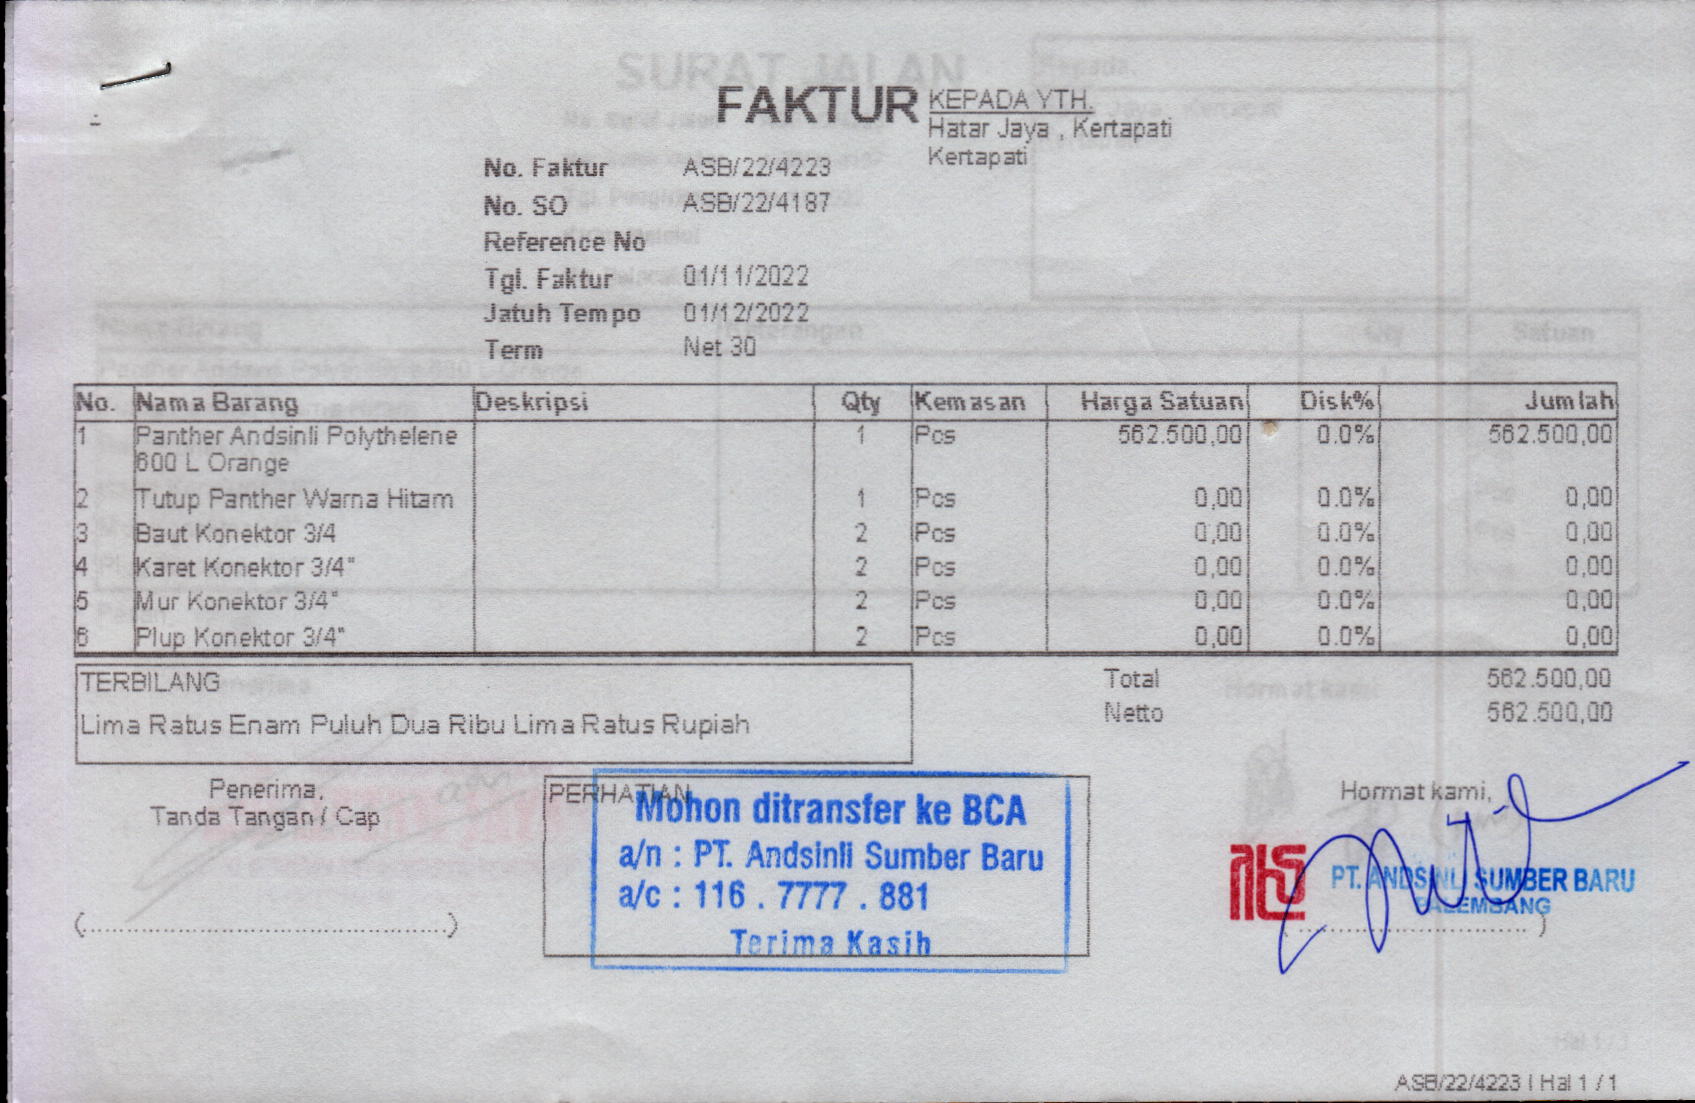 FAKTUR
KEPADA YTH.
Hatar Jaya , Kertapati
Kertapati
No. Faktur ASB/22/4223
No. SO ASB/22/4187
Reference No
Tgl. Faktur 01/11/2022
Jatuh Tempo 01/12/2022
Term Net 30
No. Nama Barang Deskripsi Qty Kemasan Harga Satuan Disk% Jumlah
1 Panther Andsinli Polythelene 1 Pcs 562.500,00 0.0% 562.500,00
600 L Orange
2 Tutup Panther Warna Hitam 1 Pcs 0,00 0.0% 0,00
3 Baut Konektor 3/4 2 Pcs 0,00 0.0% 0,00
4 Karet Konektor 3/4" 2 Pcs 0,00 0.0% 0,00
5 Mur Konektor 3/4" 2 Pcs 0,00 0.0% 0,00
6 Plup Konektor 3/4" 2 Pcs 0,00 0.0% 0,00
TERBILANG
Lima Ratus Enam Puluh Dua Ribu Lima Ratus Rupiah
Total 562.500,00
Netto 562.500,00
Penerima,
Tanda Tangan / Cap
(..............................................)
PERHATIAN
Mohon ditransfer ke BCA
a/n : PT. Andsinli Sumber Baru
a/c : 116 . 7777 . 881
Terima Kasih
Hormat kami,
PT. ANDSINLI SUMBER BARU
PALEMBANG
ASB/22/4223 | Hal 1 / 1
SURAT JALAN